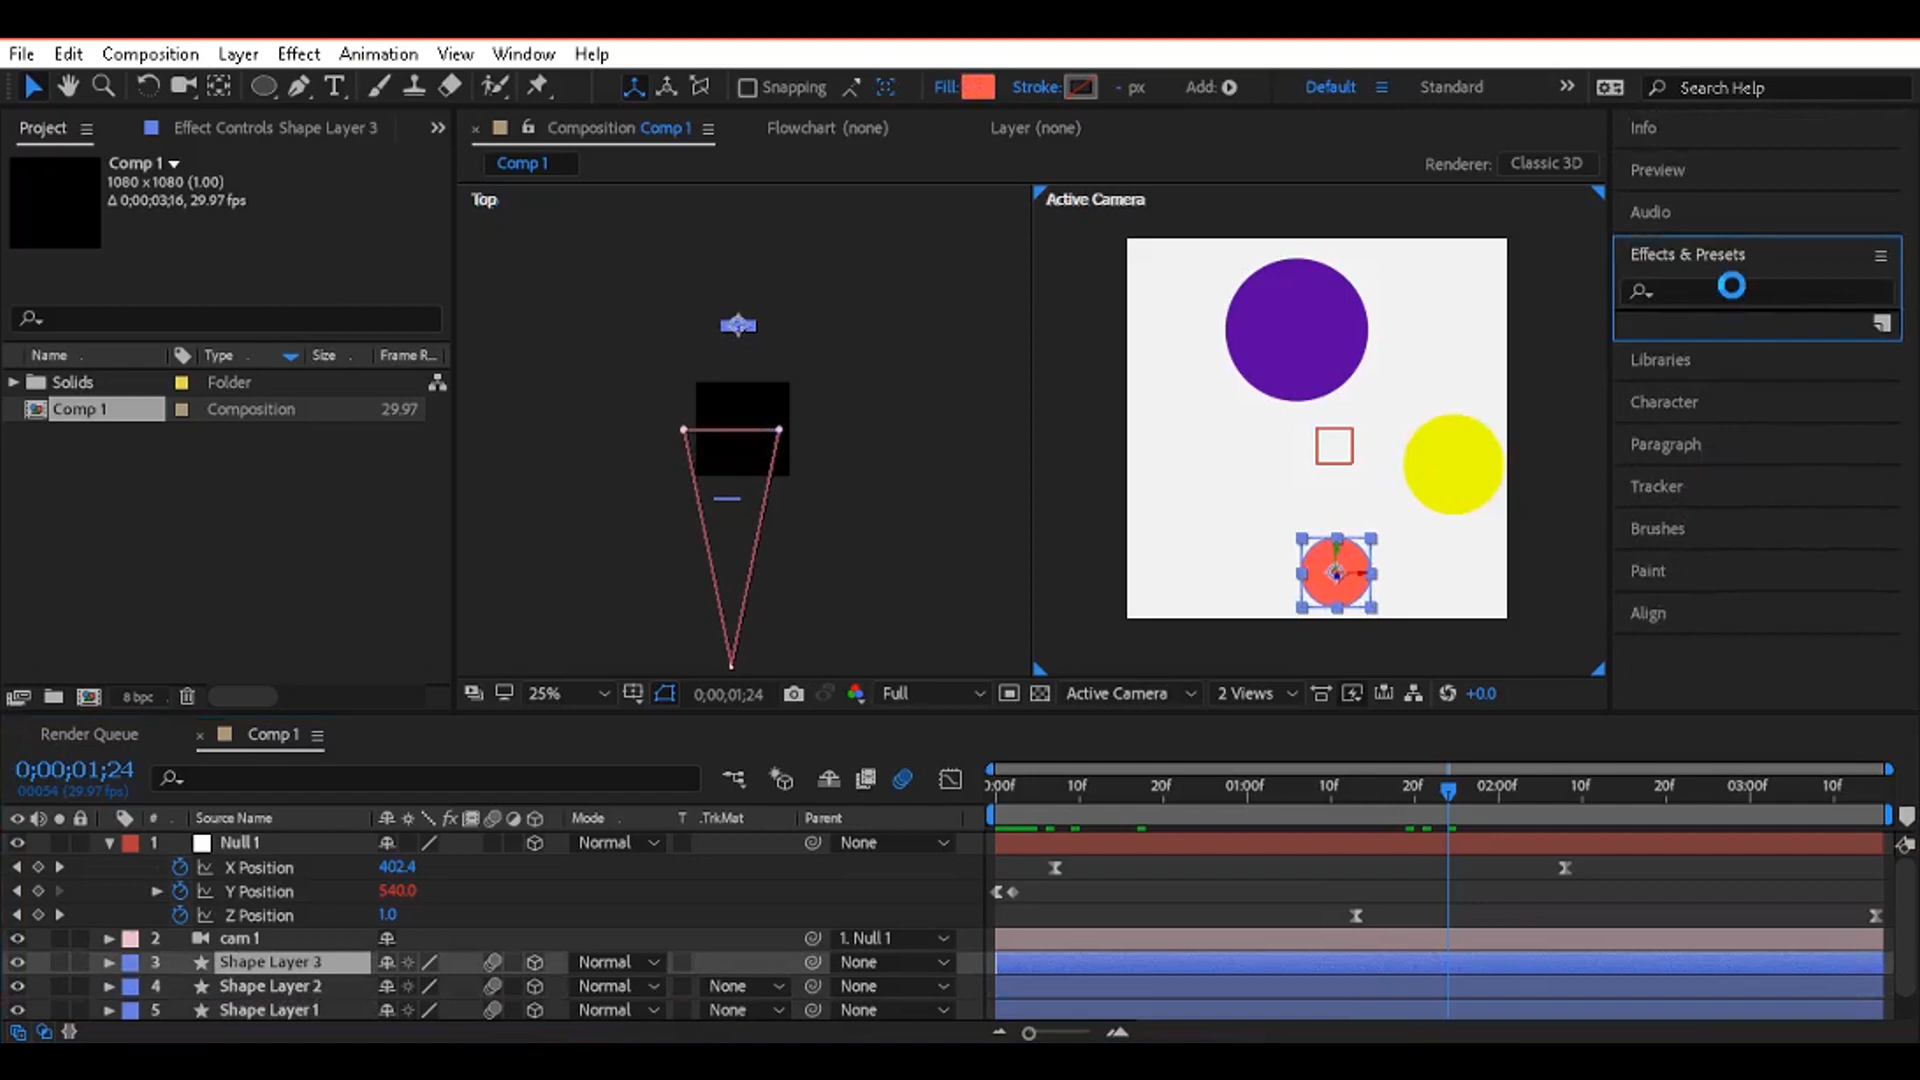 File Edit Composition Layer Effect Animation View Window Help
Snapping Fill: Stroke: - px Add: Default Standard Search Help
Project Effect Controls Shape Layer 3
Composition Comp 1 Flowchart (none) Layer (none)
Comp 1
1080 x 1080 (1.00)
Δ 0;00;03;16, 29.97 fps
Comp 1
Renderer: Classic 3D
Top
Active Camera
Info
Preview
Audio
Effects & Presets
Libraries
Character
Paragraph
Tracker
Brushes
Paint
Align
Name Type Size Frame R...
Solids Folder
Comp 1 Composition 29.97
8 bpc
25% 0;00;01;24 Full Active Camera 2 Views +0.0
Render Queue Comp 1
0;00;01;24
00054 (29.97 fps)
0:00f 10f 20f 01:00f 10f 20f 02:00f 10f 20f 03:00f 10f
# Source Name fx Mode T .TrkMat Parent
1 Null 1 Normal None
X Position 402.4
Y Position 540.0
Z Position 1.0
2 cam 1 1. Null 1
3 Shape Layer 3 Normal None
4 Shape Layer 2 Normal None None
5 Shape Layer 1 Normal None None